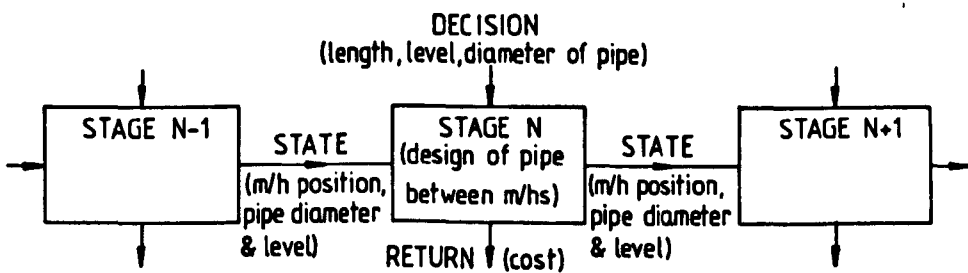 DECISION
(length, level, diameter of pipe)
STAGE N-1
STATE
(m/h position,
pipe diameter
& level)
STAGE N
(design of pipe
between m/hs)
STATE
(m/h position,
pipe diameter
& level)
STAGE N+1
RETURN (cost)